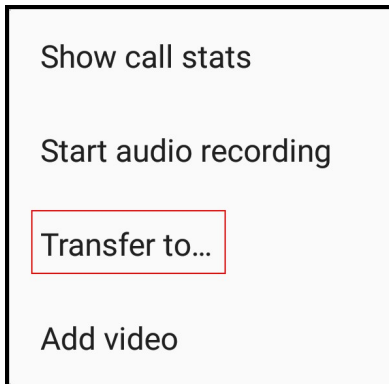 Show call stats
Start audio recording
Transfer to...
Add video